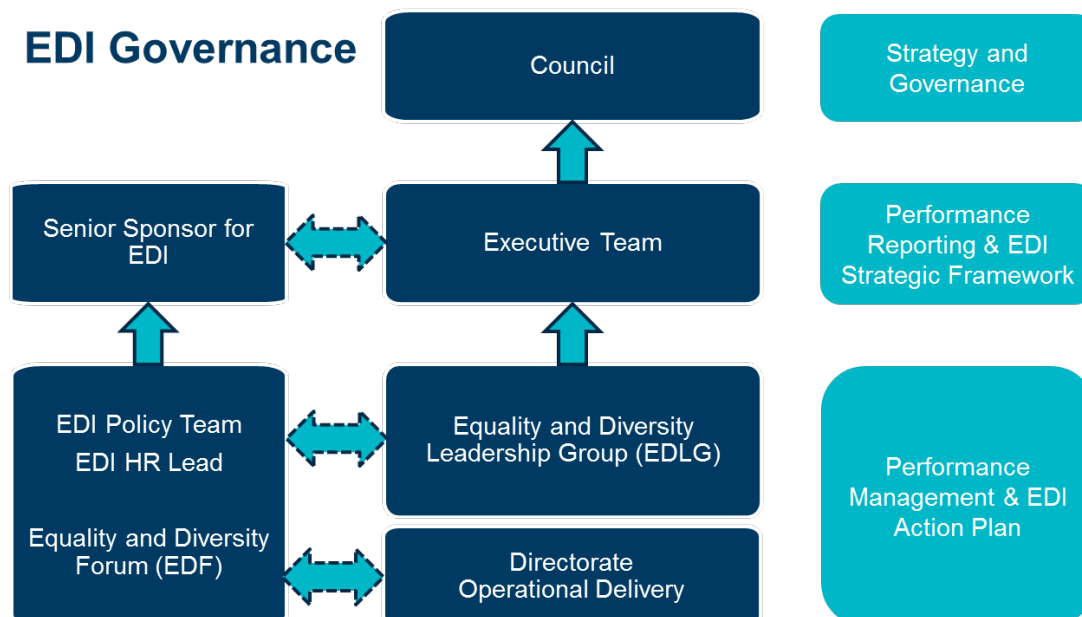 EDI Governance
Council
Strategy and
Governance
Senior Sponsor for
EDI
Executive Team
Performance
Reporting & EDI
Strategic Framework
EDI Policy Team
EDI HR Lead
Equality and Diversity
Forum (EDF)
Equality and Diversity
Leadership Group (EDLG)
Directorate
Operational Delivery
Performance
Management & EDI
Action Plan